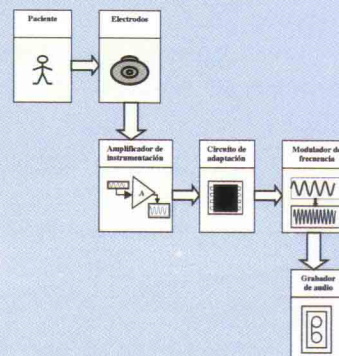 Paciente
Electrodos
Amplificador de
instrumentación
A
Circuito de
adaptación
Modulador de
frecuencia
Grabador
de audio